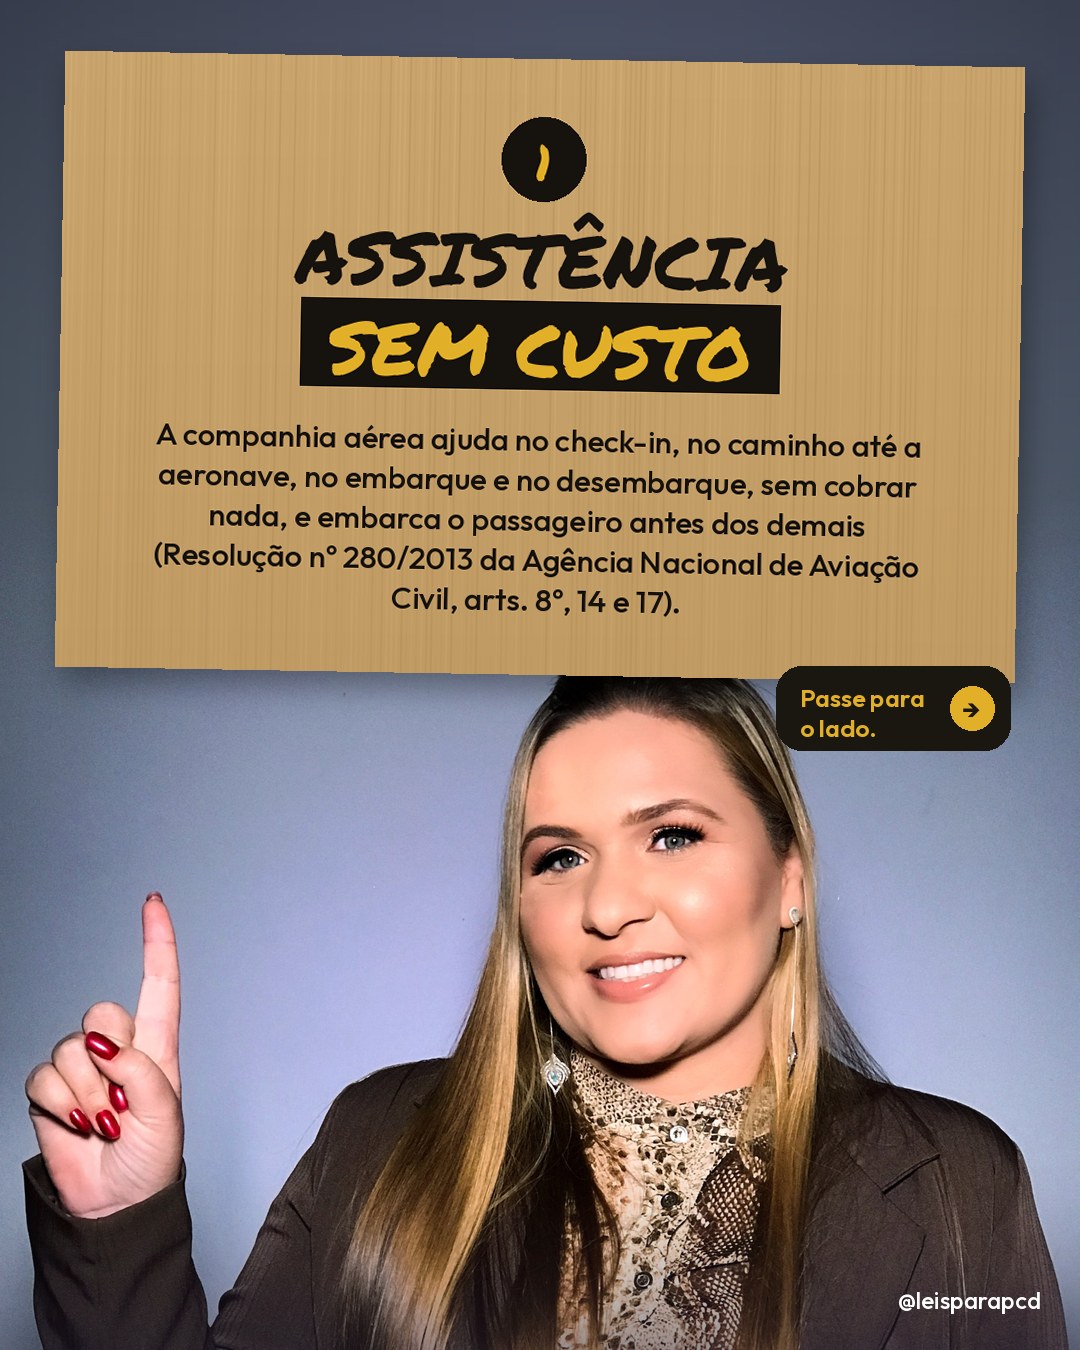 1
ASSISTÊNCIA
SEM CUSTO
A companhia aérea ajuda no check-in, no caminho até a
aeronave, no embarque e no desembarque, sem cobrar
nada, e embarca o passageiro antes dos demais
(Resolução nº 280/2013 da Agência Nacional de Aviação
Civil, arts. 8º, 14 e 17).
Passe para
o lado.
@leisparapcd